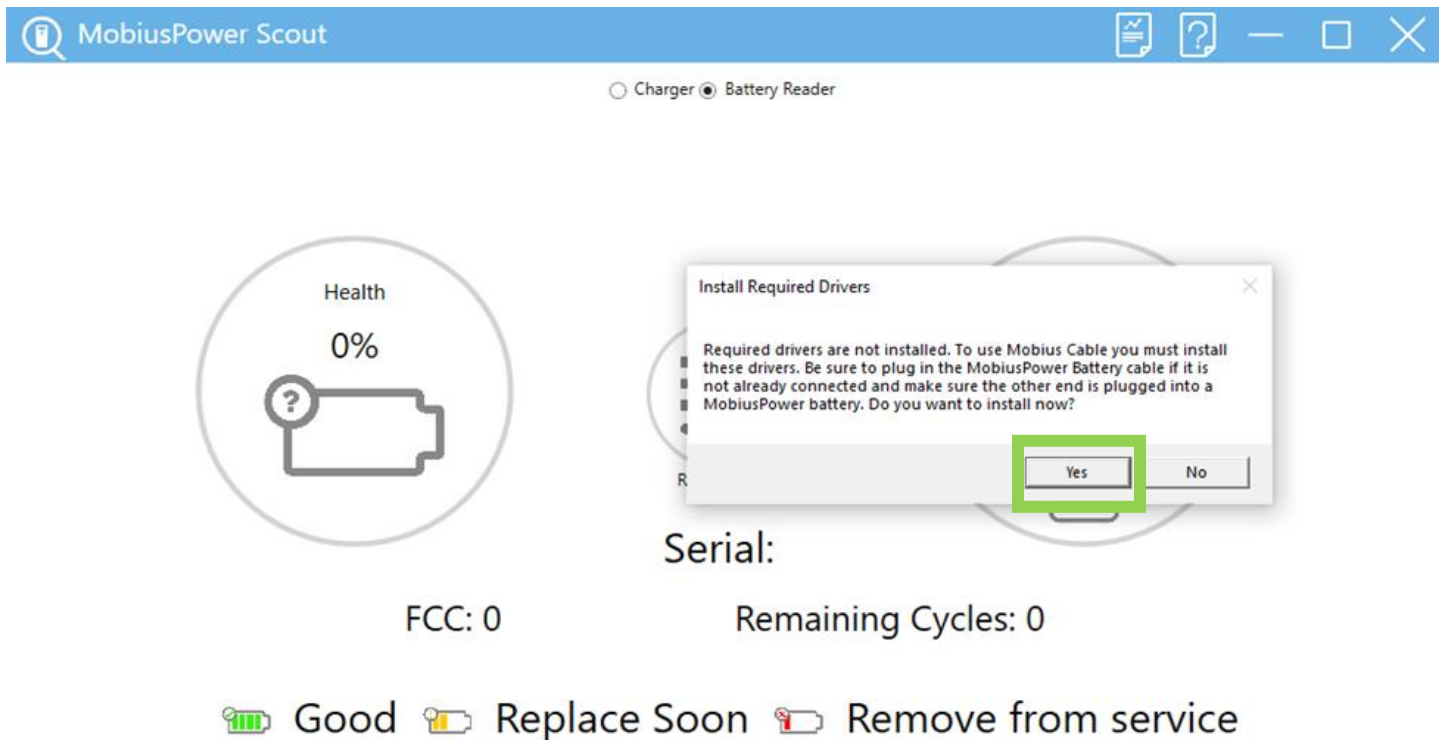 MobiusPower Scout
Charger Battery Reader
Health
0%
Install Required Drivers
Required drivers are not installed. To use Mobius Cable you must install
these drivers. Be sure to plug in the MobiusPower Battery cable if it is
not already connected and make sure the other end is plugged into a
MobiusPower battery. Do you want to install now?
Yes No
Serial:
FCC: 0 Remaining Cycles: 0
Good Replace Soon Remove from service